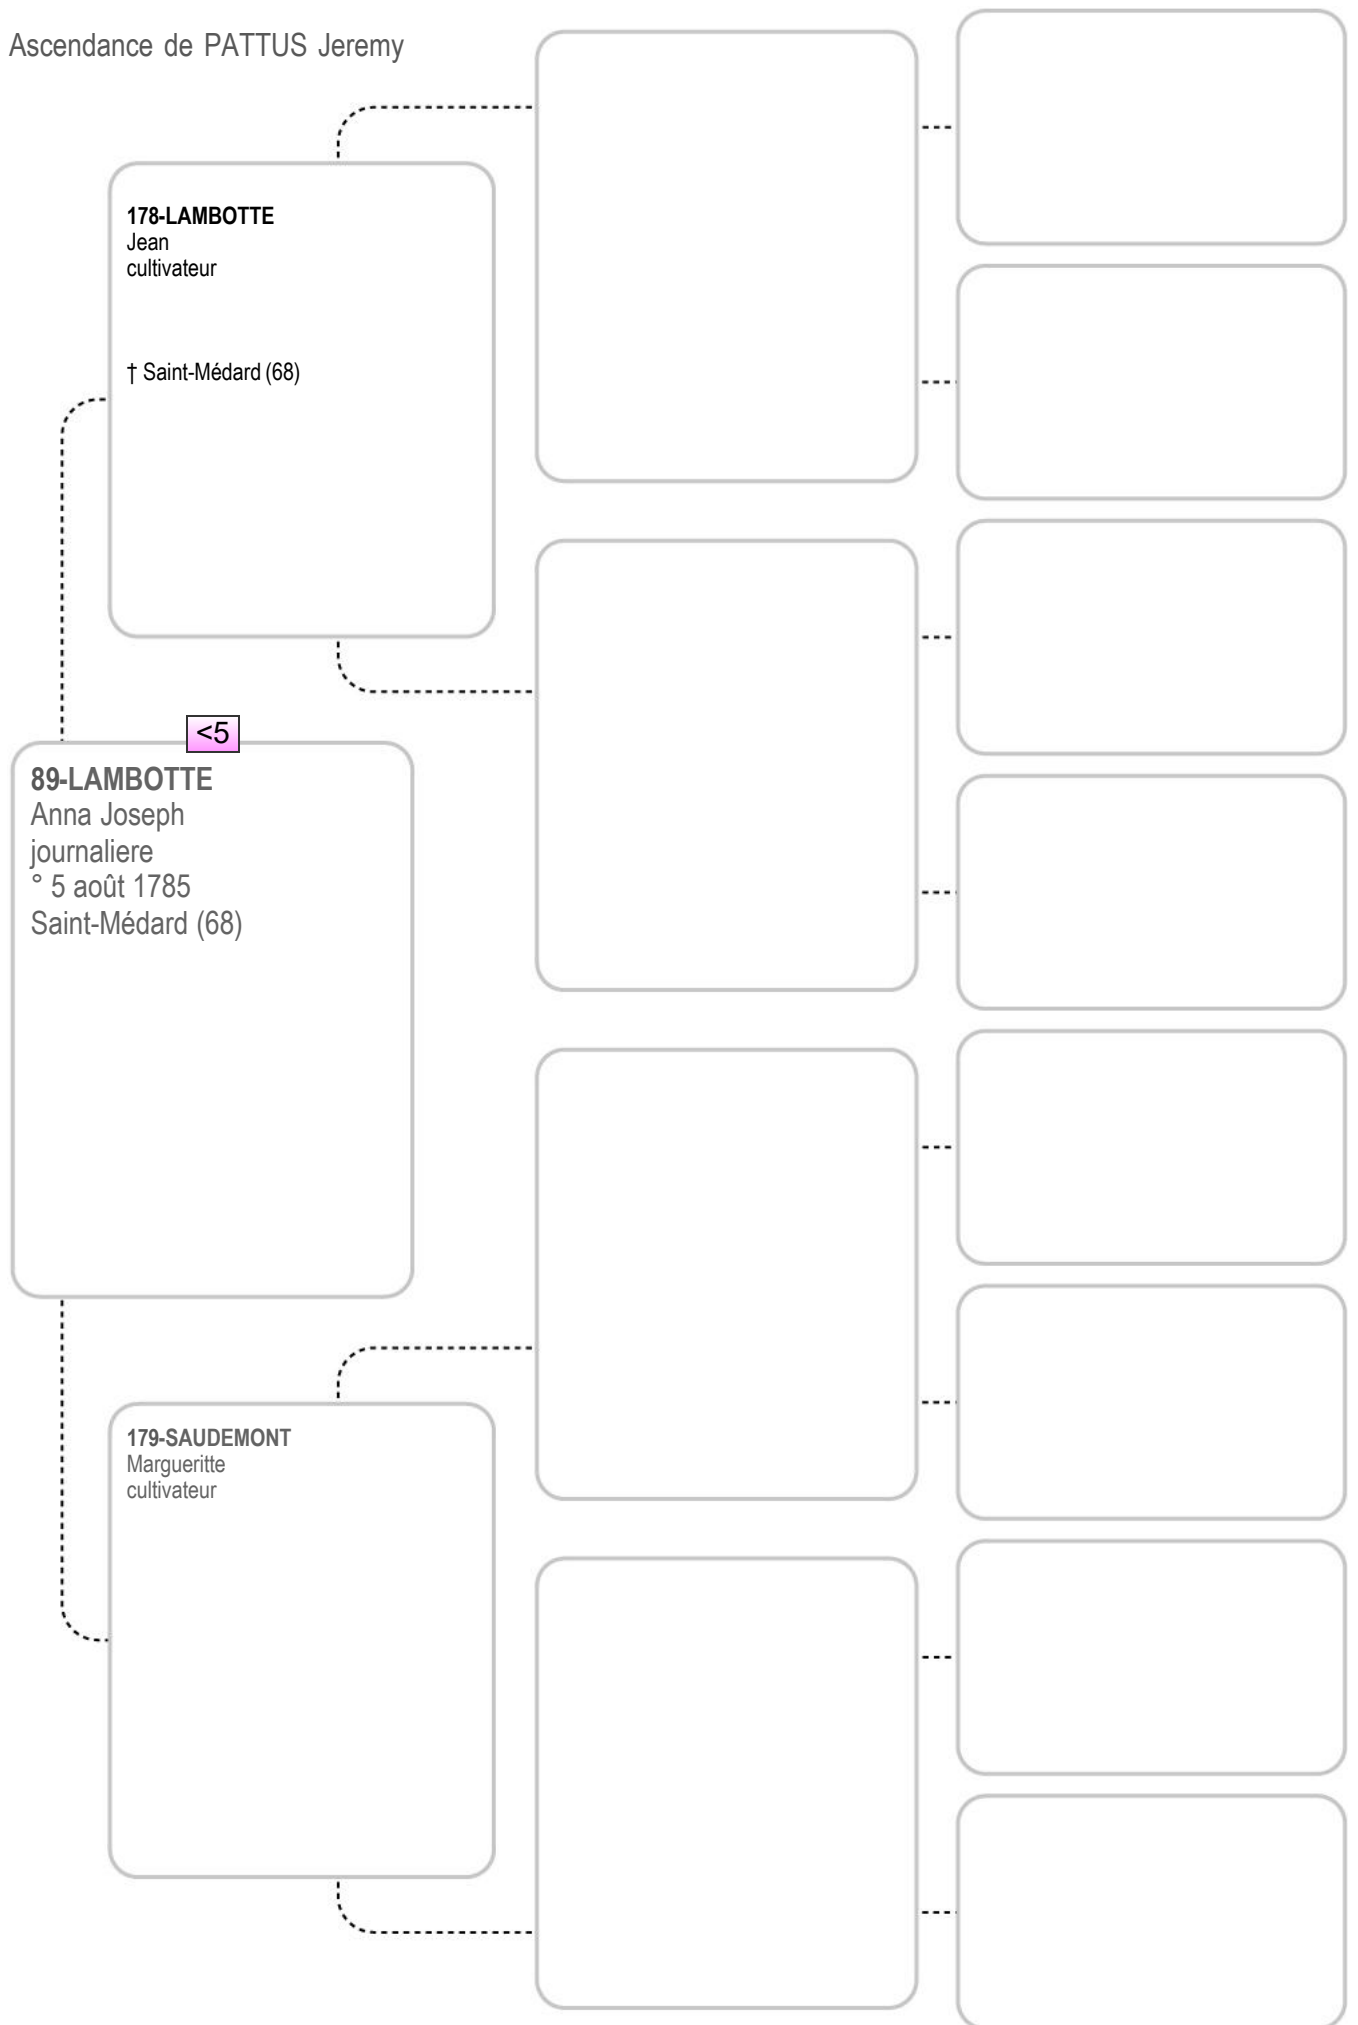 Ascendance de PATTUS Jeremy
178-LAMBOTTE
Jean
cultivateur
† Saint-Médard (68)
<5
89-LAMBOTTE
Anna Joseph
journaliere
° 5 août 1785
Saint-Médard (68)
179-SAUDEMONT
Margueritte
cultivateur